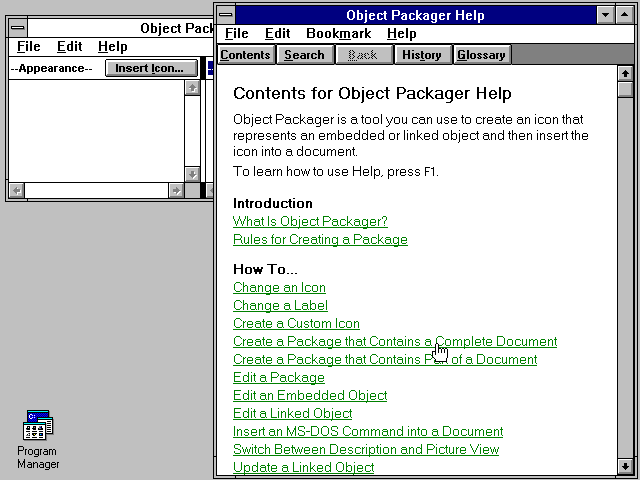 Object Pack
File Edit Help
--Appearance-- Insert Icon...
Object Packager Help
File Edit Bookmark Help
Contents Search Back History Glossary
Contents for Object Packager Help
Object Packager is a tool you can use to create an icon that
represents an embedded or linked object and then insert the
icon into a document.
To learn how to use Help, press F1.
Introduction
What Is Object Packager?
Rules for Creating a Package
How To...
Change an Icon
Change a Label
Create a Custom Icon
Create a Package that Contains a Complete Document
Create a Package that Contains Part of a Document
Edit a Package
Edit an Embedded Object
Edit a Linked Object
Insert an MS-DOS Command into a Document
Switch Between Description and Picture View
Update a Linked Object
Program
Manager